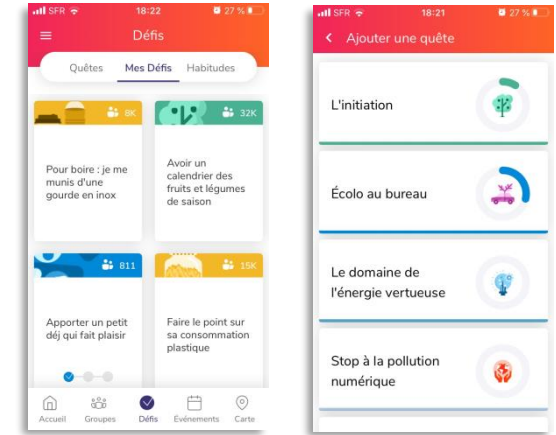 SFR 18:22 27 %
Défis
Quêtes Mes Défis Habitudes
8K
32K
Pour boire : je me
munis d'une
gourde en inox
Avoir un
calendrier des
fruits et légumes
de saison
811
15K
Apporter un petit
déj qui fait plaisir
Faire le point sur
sa consommation
plastique
Accueil Groupes Défis Événements Carte
SFR 18:21 27 %
Ajouter une quête
L'initiation
Écolo au bureau
Le domaine de
l'énergie vertueuse
Stop à la pollution
numérique